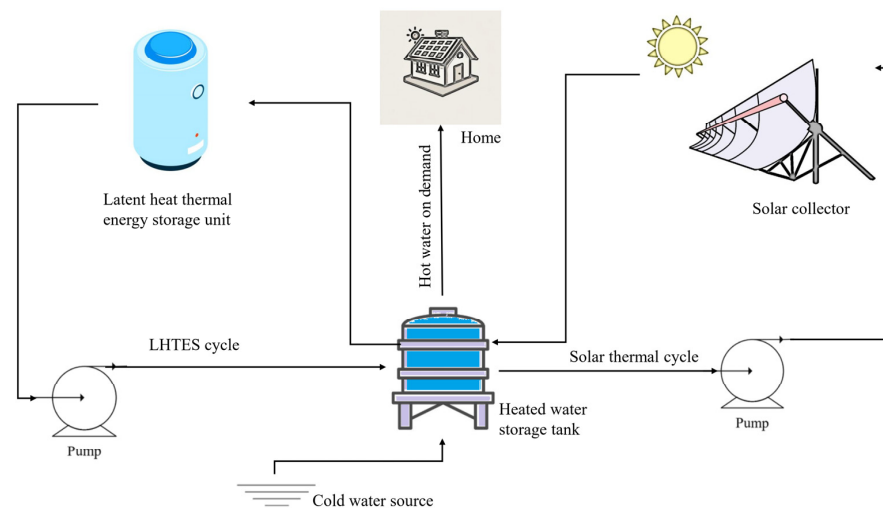 Home
Latent heat thermal
energy storage unit
Solar collector
Hot water on demand
LHTES cycle
Solar thermal cycle
Heated water
storage tank
Pump
Pump
Cold water source